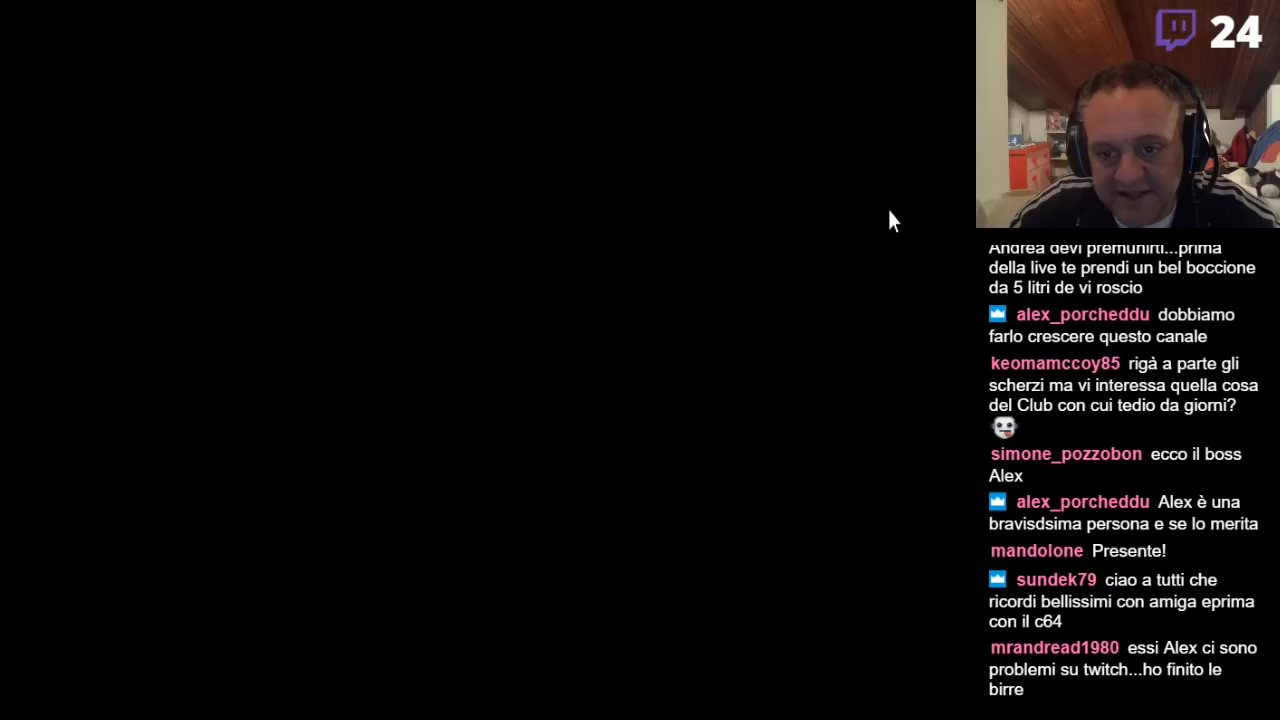 24
Andrea devi premunirti...prima
della live te prendi un bel boccione
da 5 litri de vi roscio
alex_porcheddu dobbiamo
farlo crescere questo canale
keomamccoy85 rigà a parte gli
scherzi ma vi interessa quella cosa
del Club con cui tedio da giorni?
simone_pozzobon ecco il boss
Alex
alex_porcheddu Alex è una
bravisdsima persona e se lo merita
mandolone Presente!
sundek79 ciao a tutti che
ricordi bellissimi con amiga eprima
con il c64
mrandread1980 essi Alex ci sono
problemi su twitch...ho finito le
birre